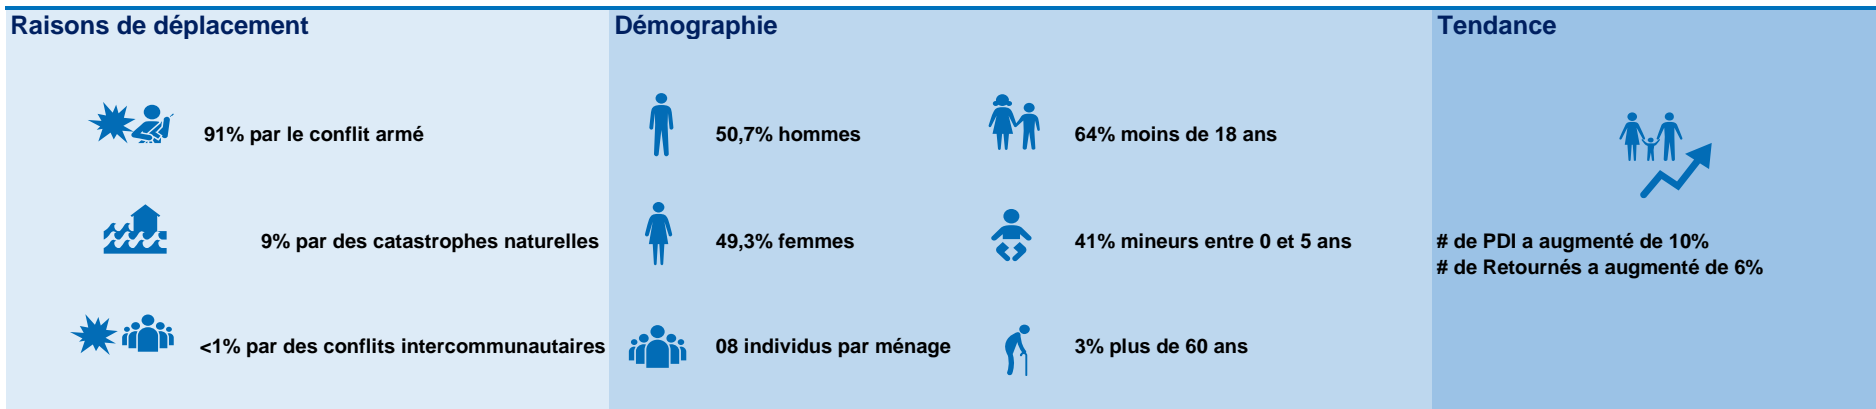 Raisons de déplacement
91% par le conflit armé
9% par des catastrophes naturelles
<1% par des conflits intercommunautaires
Démographie
50,7% hommes
49,3% femmes
08 individus par ménage
64% moins de 18 ans
41% mineurs entre 0 et 5 ans
3% plus de 60 ans
Tendance
# de PDI a augmenté de 10%
# de Retournés a augmenté de 6%